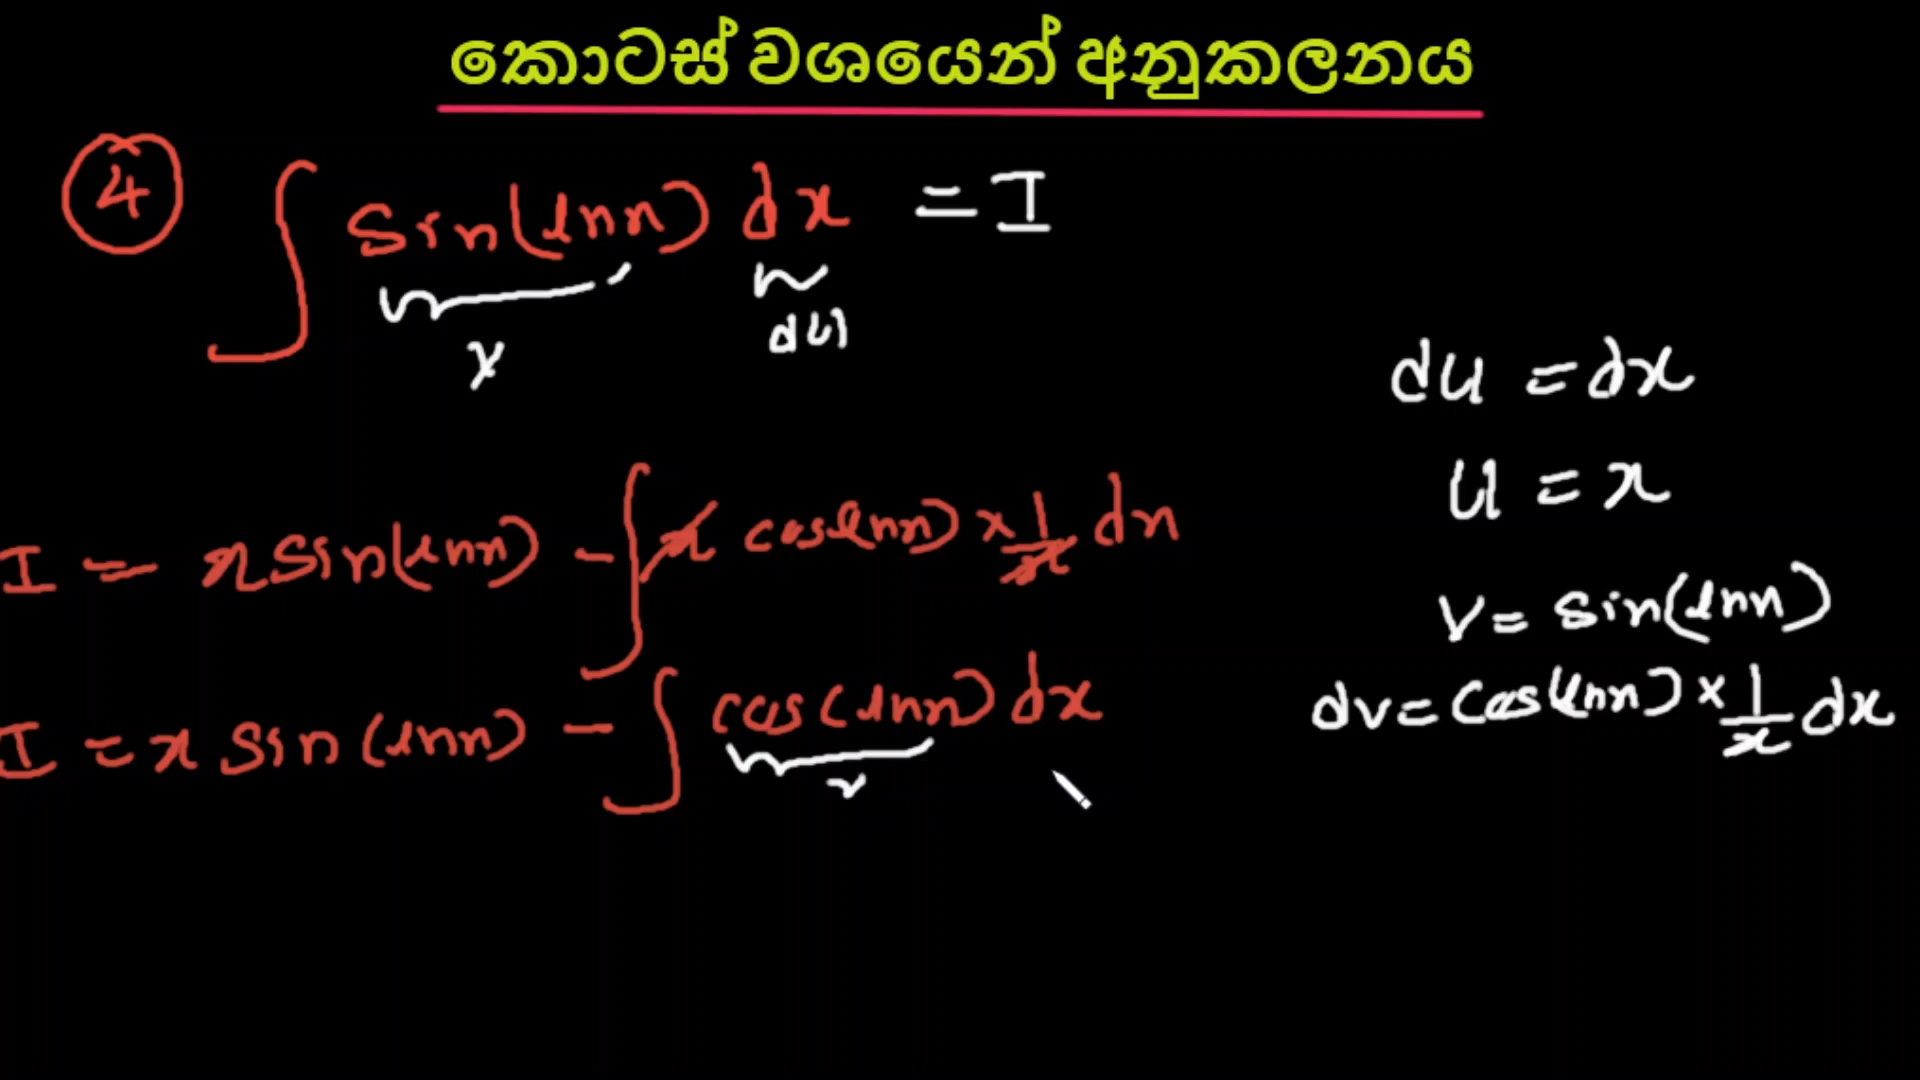 කොටස් වශයෙන් අනුකලනය
4 ∫ sin(lnx) dx = I
v du
du = dx
u = x
I = x sin(lnx) - ∫ x cos(lnx) × 1/x dx
v = sin(lnx)
dv = cos(lnx) × 1/x dx
I = x sin(lnx) - ∫ cos(lnx) dx
v